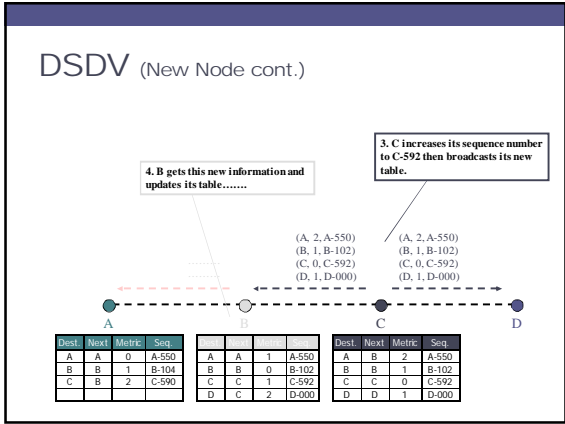 DSDV (New Node cont.)
3. C increases its sequence number
to C-592 then broadcasts its new
table.
4. B gets this new information and
updates its table.......
(A, 2, A-550) (A, 2, A-550)
(B, 1, B-102) (B, 1, B-102)
(C, 0, C-592) (C, 0, C-592)
(D, 1, D-000) (D, 1, D-000)
A B C D
Dest. Next Metric Seq. Dest. Next Metric Seq. Dest. Next Metric Seq.
A A 0 A-550 A A 1 A-550 A B 2 A-550
B B 1 B-104 B B 0 B-102 B B 1 B-102
C B 2 C-590 C C 1 C-592 C C 0 C-592
D C 2 D-000 D D 1 D-000